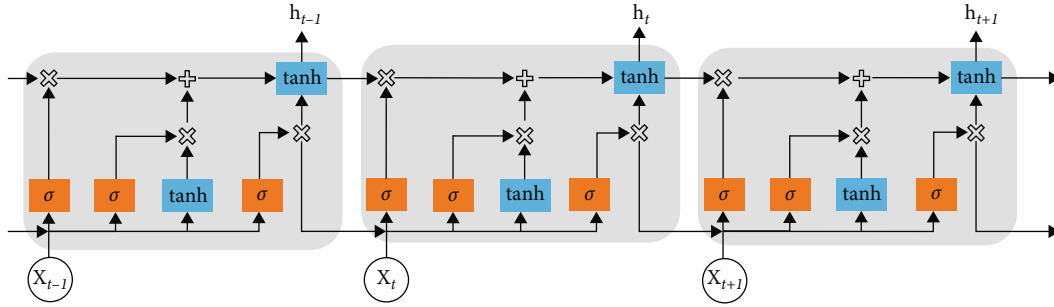 h_{t–1} h_t h_{t+1}
tanh tanh tanh
σ σ tanh σ σ σ tanh σ σ σ tanh σ
X_{t–1} X_t X_{t+1}